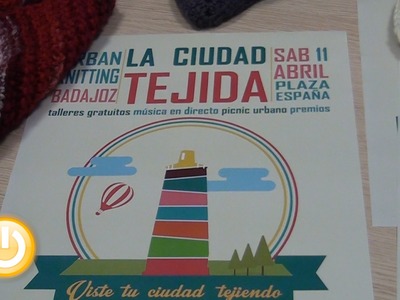 URBAN
KNITTING
BADAJOZ
LA CIUDAD
TEJIDA
SAB 11
ABRIL
PLAZA
ESPAÑA
talleres gratuitos música en directo picnic urbano premios
Viste tu ciudad tejiendo